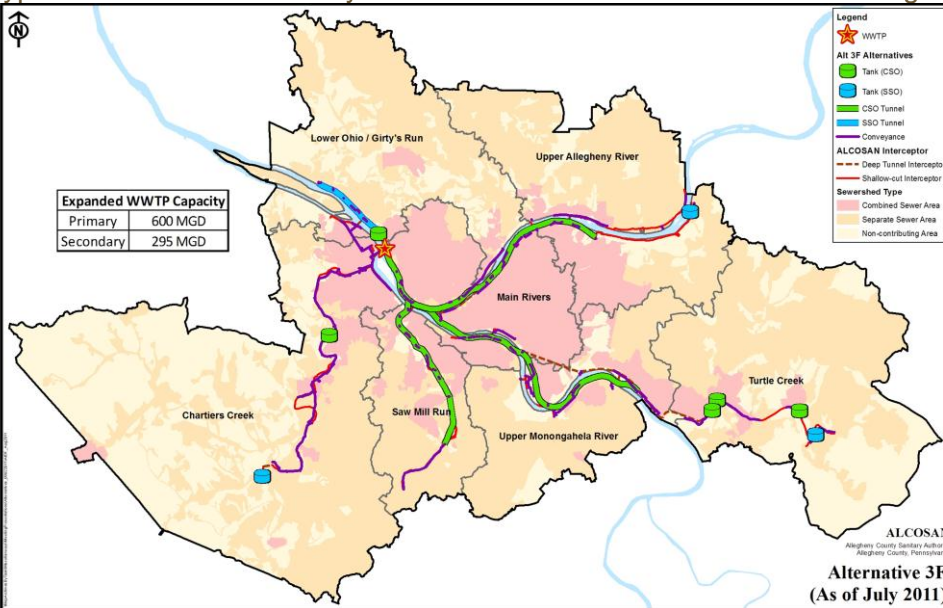 Legend
WWTP
Alt 3F Alternatives
Tank (CSO)
Tank (SSO)
CSO Tunnel
SSO Tunnel
Conveyance
ALCOSAN Interceptor
Deep Tunnel Intercepto
Shallow-cut Interceptor
Sewershed Type
Combined Sewer Area
Separate Sewer Area
Non-contributing Area
Lower Ohio / Girty's Run
Upper Allegheny River
Expanded WWTP Capacity
Primary 600 MGD
Secondary 295 MGD
Main Rivers
Turtle Creek
Chartiers Creek
Saw Mill Run
Upper Monongahela River
ALCOSAN
Allegheny County Sanitary Author
Allegheny County, Pennsylvan
Alternative 3F
(As of July 2011)